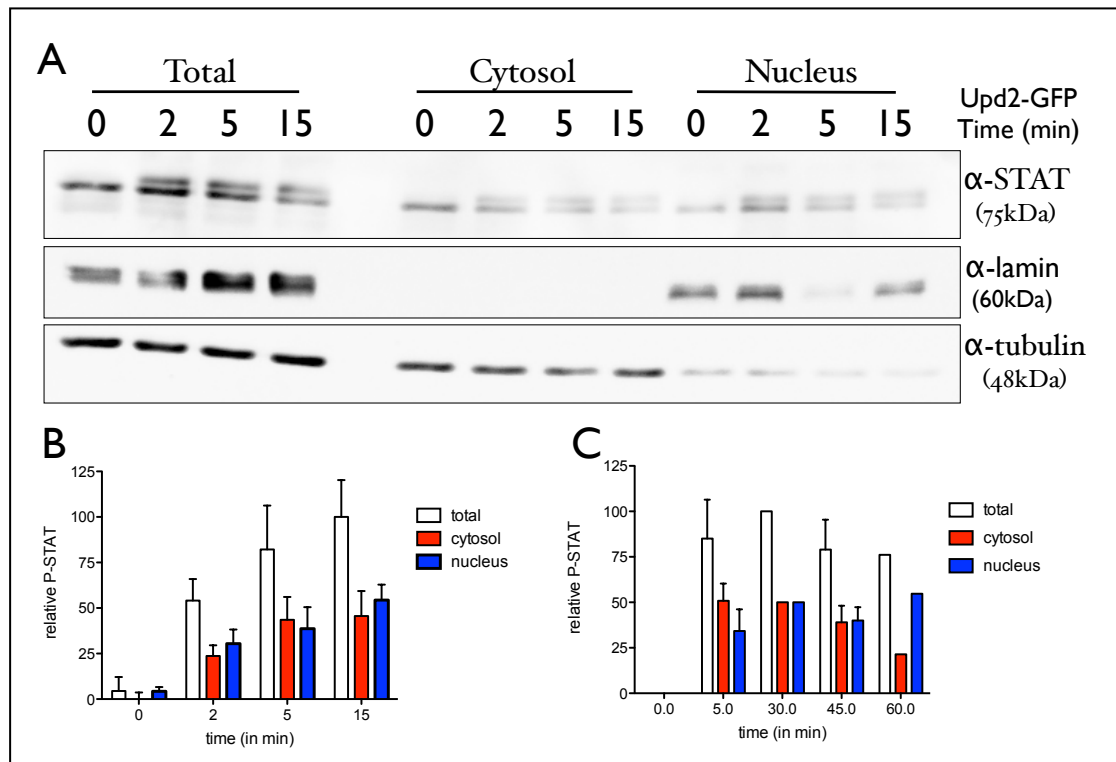 A
Total Cytosol Nucleus
0 2 5 15 0 2 5 15 0 2 5 15
Upd2-GFP
Time (min)
α-STAT
(75kDa)
α-lamin
(60kDa)
α-tubulin
(48kDa)
B
125
100
75
50
25
0
relative P-STAT
0 2 5 15
time (in min)
total
cytosol
nucleus
C
125
100
75
50
25
0
relative P-STAT
0.0 5.0 30.0 45.0 60.0
time (in min)
total
cytosol
nucleus